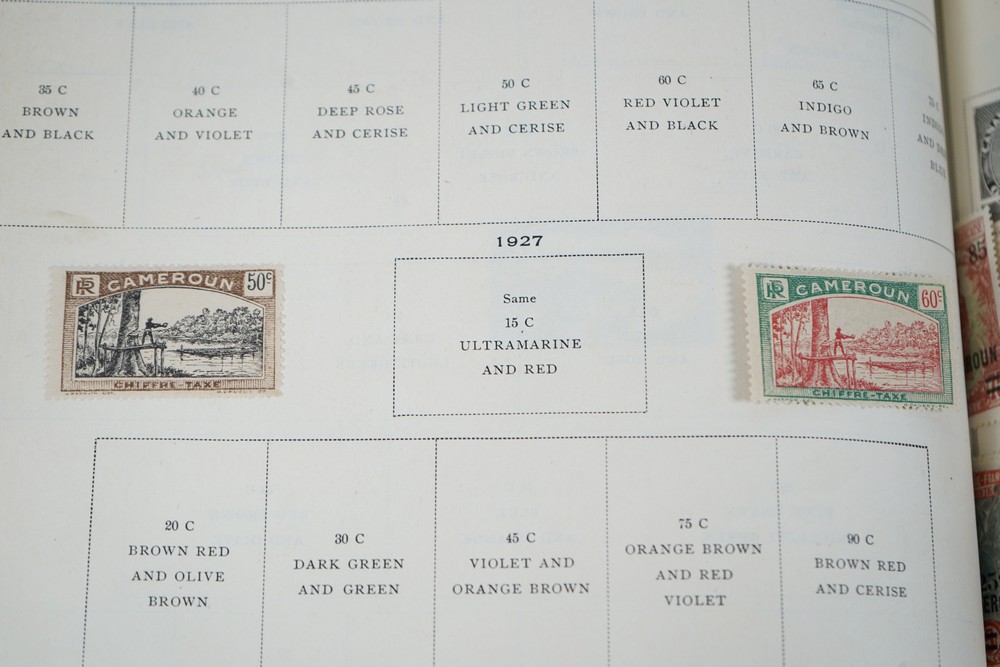 35 C
BROWN
AND BLACK
40 C
ORANGE
AND VIOLET
45 C
DEEP ROSE
AND CERISE
50 C
LIGHT GREEN
AND CERISE
60 C
RED VIOLET
AND BLACK
65 C
INDIGO
AND BROWN
1927
RF CAMEROUN 50c
CHIFFRE-TAXE
Same
15 C
ULTRAMARINE
AND RED
RF CAMEROUN 60c
CHIFFRE-TAXE
85
20 C
BROWN RED
AND OLIVE
BROWN
30 C
DARK GREEN
AND GREEN
45 C
VIOLET AND
ORANGE BROWN
75 C
ORANGE BROWN
AND RED
VIOLET
90 C
BROWN RED
AND CERISE